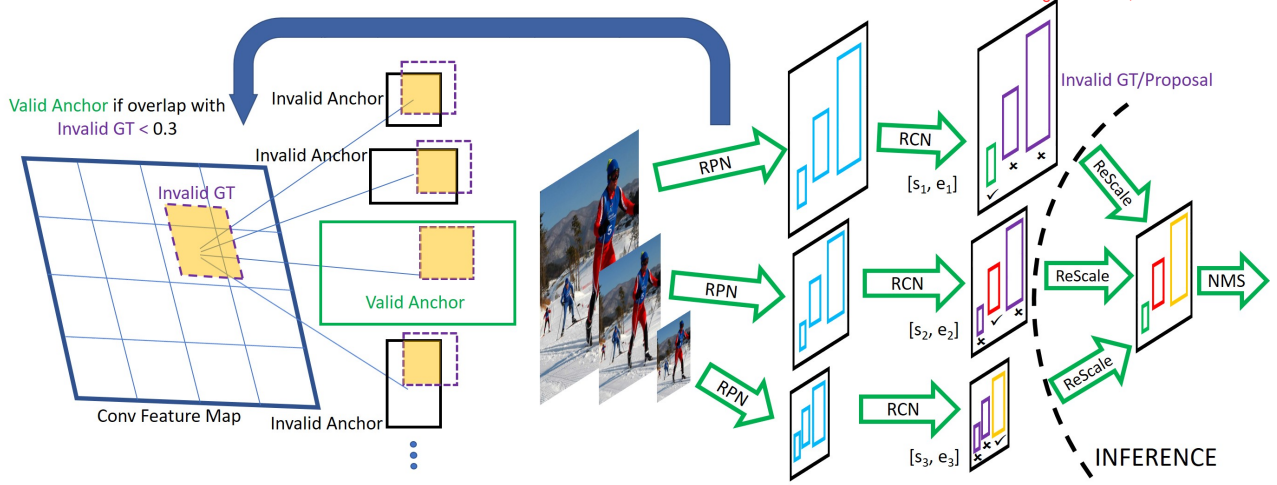 Valid Anchor if overlap with
Invalid GT < 0.3
Invalid GT
Conv Feature Map
Invalid Anchor
Invalid Anchor
Valid Anchor
Invalid Anchor
RPN
RPN
RPN
RCN
[s₁, e₁]
RCN
[s₂, e₂]
RCN
[s₃, e₃]
Invalid GT/Proposal
ReScale
ReScale
ReScale
NMS
INFERENCE